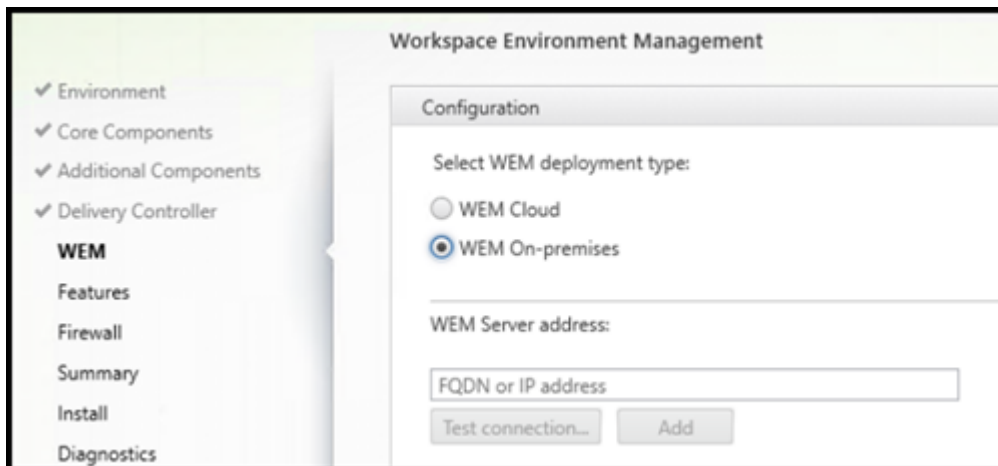 Workspace Environment Management
Environment
Core Components
Additional Components
Delivery Controller
WEM
Features
Firewall
Summary
Install
Diagnostics
Configuration
Select WEM deployment type:
WEM Cloud
WEM On-premises
WEM Server address:
FQDN or IP address
Test connection... Add